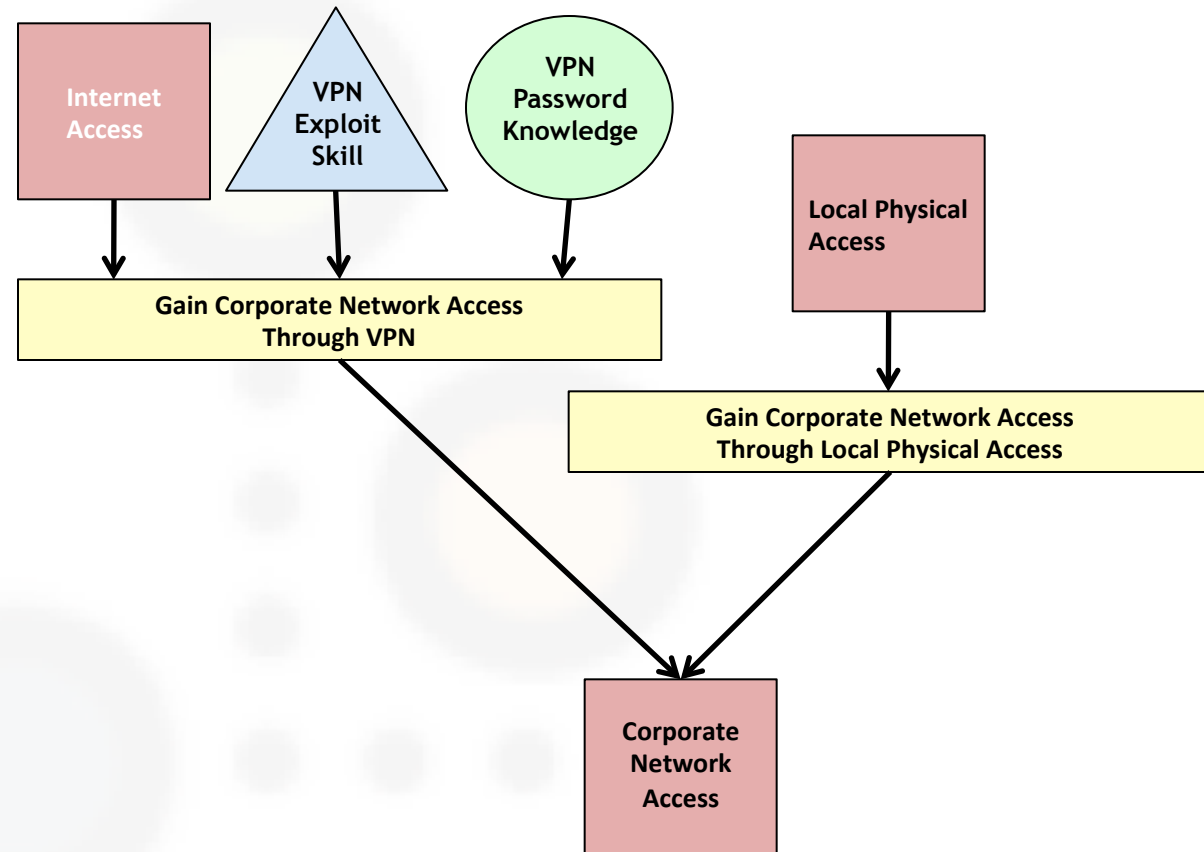 Internet
Access
VPN
Exploit
Skill
VPN
Password
Knowledge
Local Physical
Access
Gain Corporate Network Access
Through VPN
Gain Corporate Network Access
Through Local Physical Access
Corporate
Network
Access